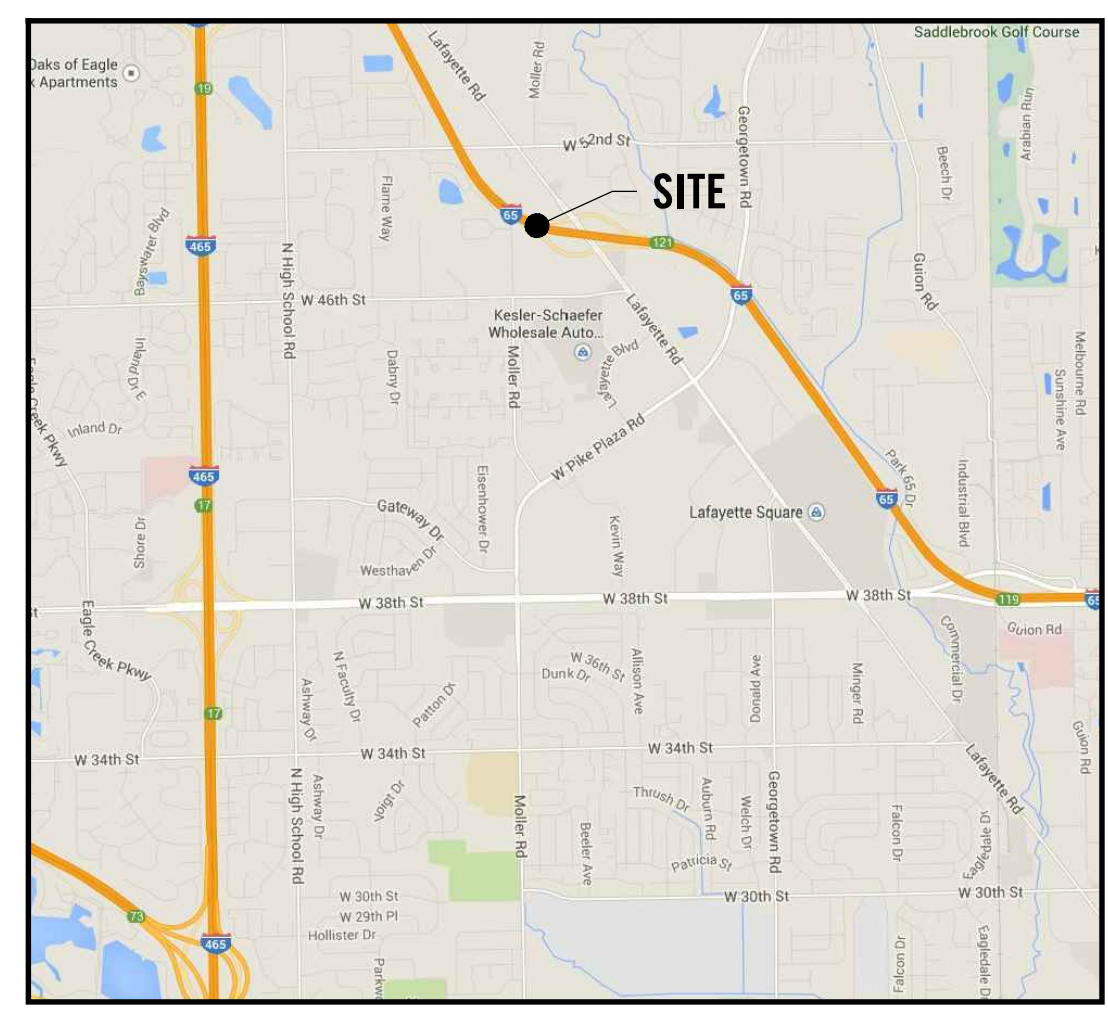 Saddlebrook Golf Course
Lafayette Rd
Moller Rd
Oaks of Eagle
Apartments
19
Arabian Run
Georgetown Rd
W 52nd St
Beech Dr
SITE
Flame Way
65
Bayswater Blvd
465
N High School Rd
121
Guion Rd
65
W 46th St
Lafayette Rd
Kesler-Schaefer
Wholesale Auto...
Inland Dr E
Dabny Dr
Moller Rd
Lafayette Blvd
Melbourne Rd
Sunshine Ave
Eagle Creek Pkwy
Inland Dr
W Pike Plaza Rd
465
17
Eisenhower Dr
Park 65 Dr
Industrial Blvd
65
Gateway Dr
Lafayette Square
Shore Dr
Kevin Way
Westhaven Dr
St
W 38th St
W 38th St
W 38th St
119
65
Eagle Creek Pkwy
Guion Rd
Commercial Dr
N Faculty Dr
W 36th St
Dunk Dr
Allison Ave
Donald Ave
Minger Rd
Ashway Dr
Patton Dr
17
W 34th St
W 34th St
W 34th St
Guion Rd
Lafayette Rd
N High School Rd
Ashway Dr
Voigt Dr
Moller Rd
Thrush Dr
Auburn Rd
Welch Dr
Georgetown Rd
Falcon Dr
Eagledale Dr
Beeler Ave
Patricia St
W 30th St
W 30th St
W 30th St
W 29th Pl
73
Hollister Dr
465
Falcon Dr
Eagledale D
Parkw